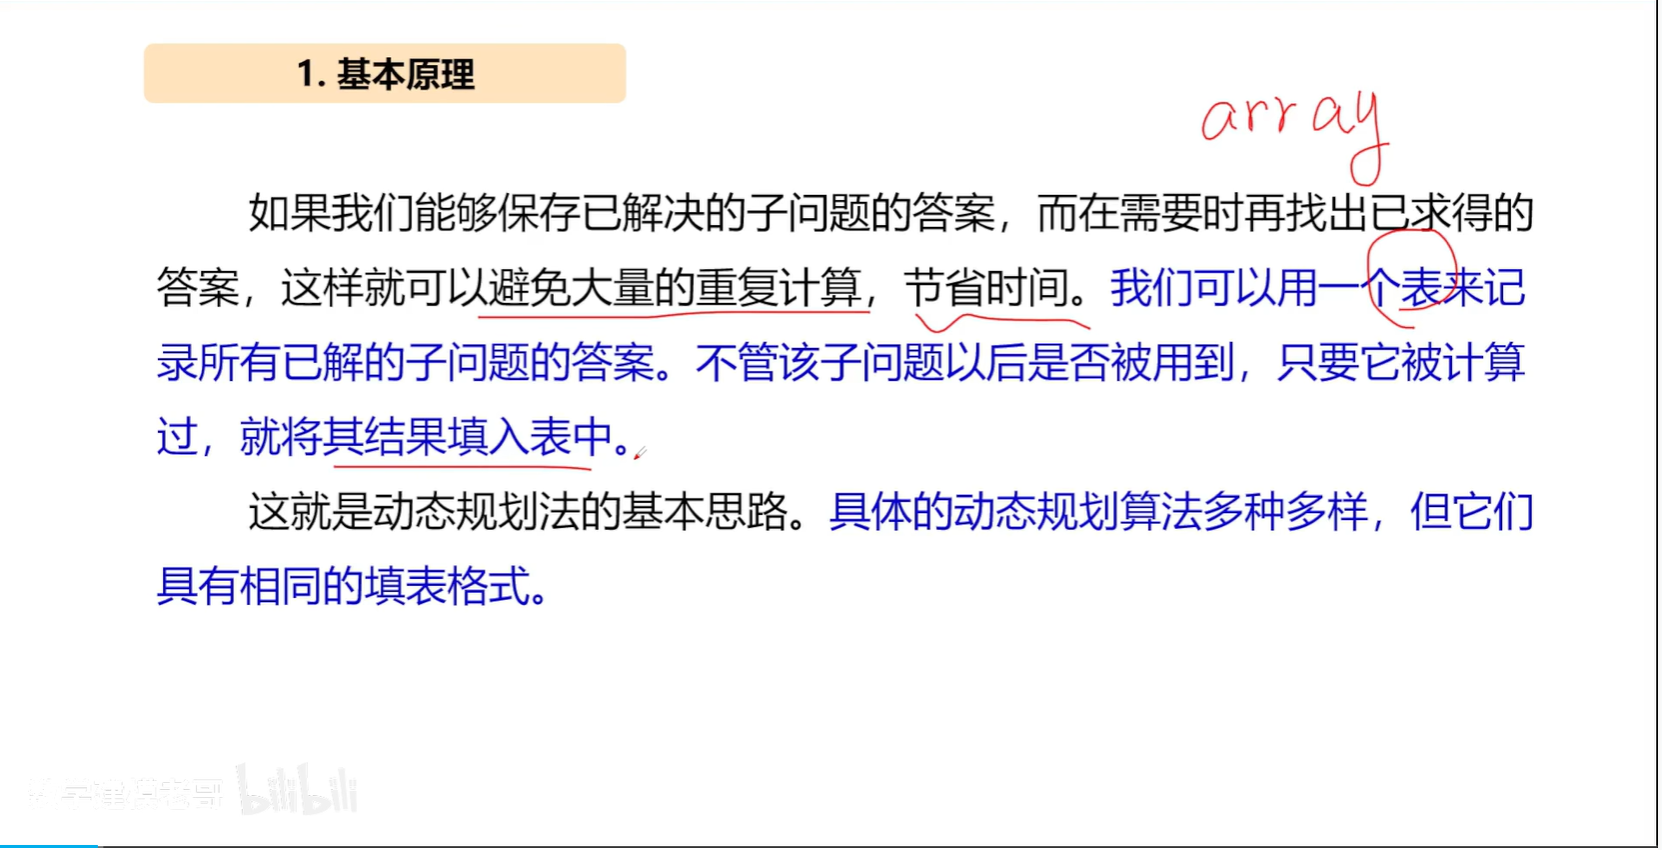 1. 基本原理
array
如果我们能够保存已解决的子问题的答案，而在需要时再找出已求得的
答案，这样就可以避免大量的重复计算，节省时间。我们可以用一个表来记
录所有已解的子问题的答案。不管该子问题以后是否被用到，只要它被计算
过，就将其结果填入表中。
这就是动态规划法的基本思路。具体的动态规划算法多种多样，但它们
具有相同的填表格式。
数学建模老哥 bilibili